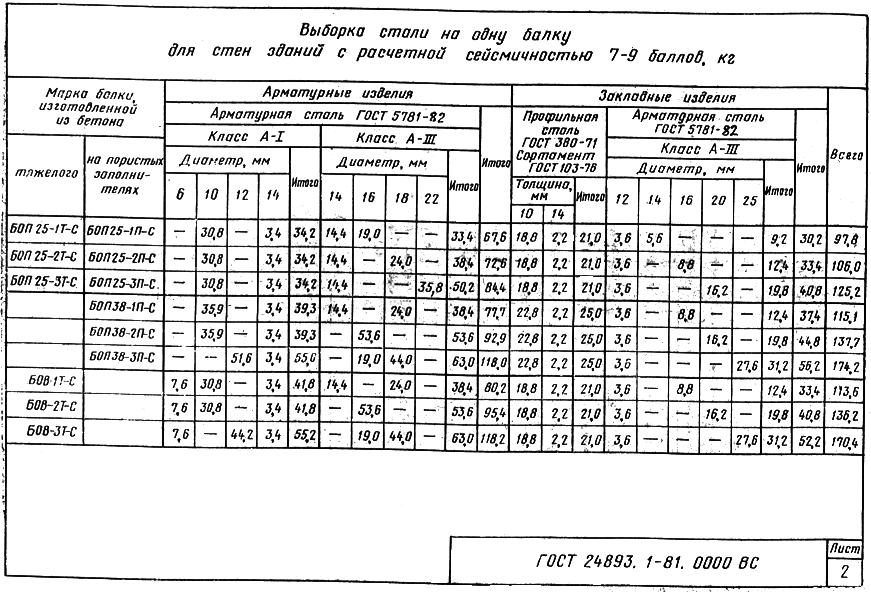 Выборка стали на одну балку
для стен зданий с расчетной сейсмичностью 7-9 баллов, кг
Марка балки, изготовленной из бетона
Арматурные изделия
Закладные изделия
Всего
Арматурная сталь ГОСТ 5781-82
Итого
Профильная сталь ГОСТ 380-71 Сортамент ГОСТ 103-76
Арматурная сталь ГОСТ 5781-82
Итого
Класс А-I
Класс А-III
Класс А-III
тяжелого
на пористых заполнителях
Диаметр, мм
Итого
Диаметр, мм
Итого
Толщина, мм
Итого
Диаметр, мм
Итого
6 10 12 14 14 16 18 22 10 14 12 14 16 20 25
БОП25-1Т-С БОП25-1П-С — 30,8 — 3,4 34,2 14,4 19,0 — — 33,4 67,6 18,8 2,2 21,0 3,6 5,6 — — — 9,2 30,2 97,8
БОП25-2Т-С БОП25-2П-С — 30,8 — 3,4 34,2 14,4 — 24,0 — 38,4 72,6 18,8 2,2 21,0 3,6 — 8,8 — — 12,4 33,4 106,0
БОП25-3Т-С БОП25-3П-С — 30,8 — 3,4 34,2 14,4 — — 35,8 50,2 84,4 18,8 2,2 21,0 3,6 — — 16,2 — 19,8 40,8 125,2
БОП38-1П-С — 35,9 — 3,4 39,3 14,4 — 24,0 — 38,4 77,7 22,8 2,2 25,0 3,6 — 8,8 — — 12,4 37,4 115,1
БОП38-2П-С — 35,9 — 3,4 39,3 — 53,6 — — 53,6 92,9 22,8 2,2 25,0 3,6 — — 16,2 — 19,8 44,8 137,7
БОП38-3П-С — — 51,6 3,4 55,0 — 19,0 44,0 — 63,0 118,0 22,8 2,2 25,0 3,6 — — — 27,6 31,2 56,2 174,2
БОВ-1Т-С 7,6 30,8 — 3,4 41,8 14,4 — 24,0 — 38,4 80,2 18,8 2,2 21,0 3,6 — 8,8 — — 12,4 33,4 113,6
БОВ-2Т-С 7,6 30,8 — 3,4 41,8 — 53,6 — — 53,6 95,4 18,8 2,2 21,0 3,6 — — 16,2 — 19,8 40,8 136,2
БОВ-3Т-С 7,6 — 44,2 3,4 55,2 — 19,0 44,0 — 63,0 118,2 18,8 2,2 21,0 3,6 — — — 27,6 31,2 52,2 170,4
ГОСТ 24893. 1-81. 0000 ВС
Лист
2